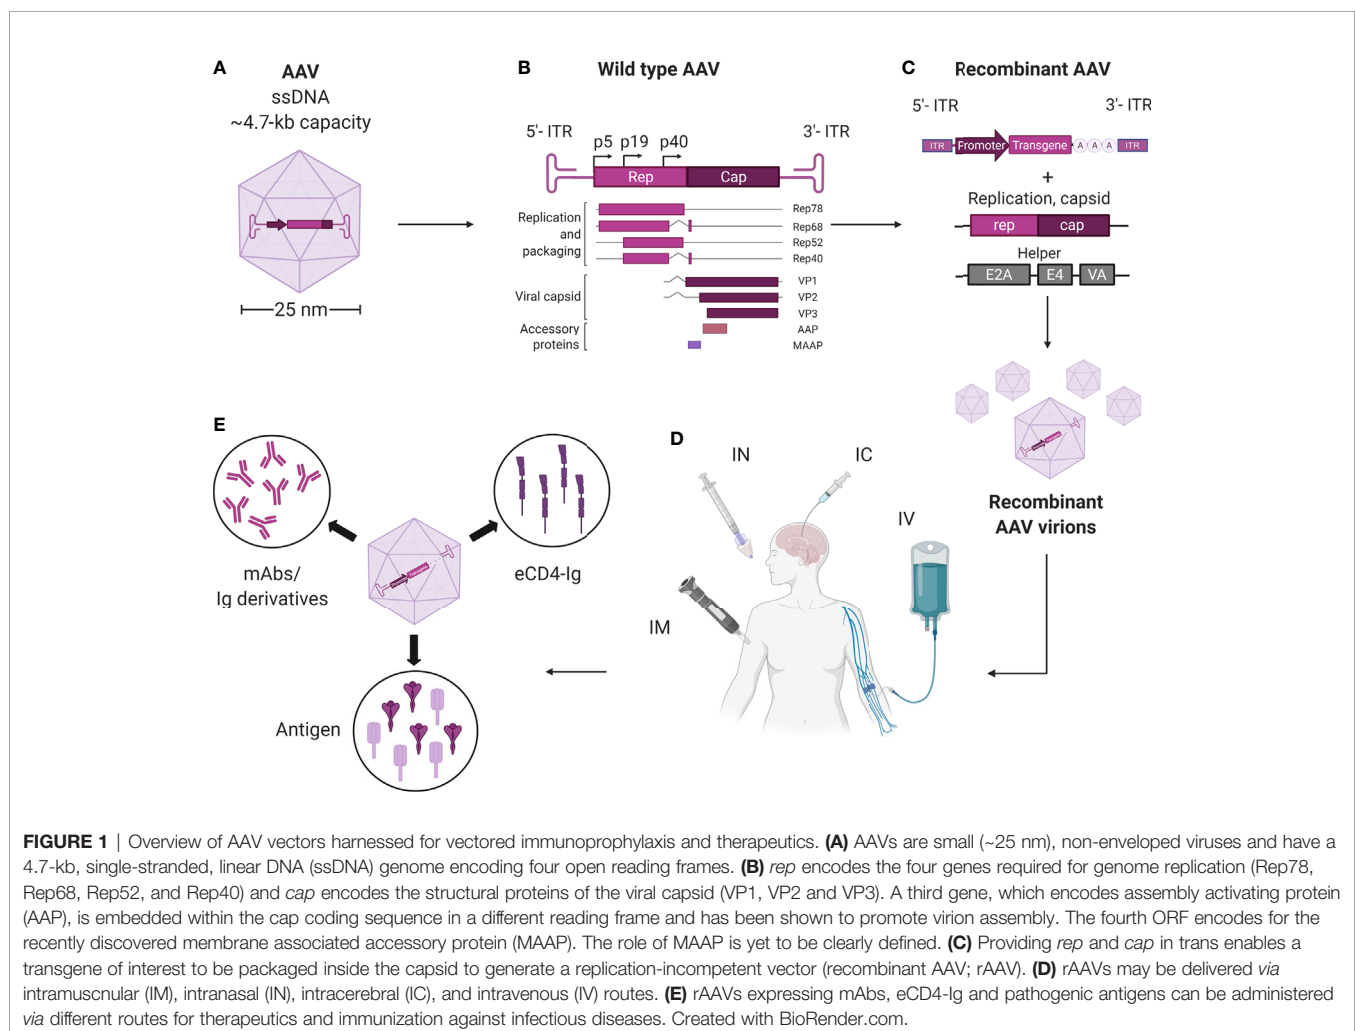 A
AAV
ssDNA
~4.7-kb capacity
25 nm
B
Wild type AAV
5'- ITR
3'- ITR
p5
p19
p40
Rep
Cap
Replication
and
packaging
Rep78
Rep68
Rep52
Rep40
Viral capsid
VP1
VP2
VP3
Accessory
proteins
AAP
MAAP
C
Recombinant AAV
5'- ITR
3'- ITR
ITR
Promoter
Transgene
A A A
ITR
+
Replication, capsid
rep
cap
Helper
E2A
E4
VA
Recombinant
AAV virions
D
IN
IC
IV
IM
E
mAbs/
Ig derivatives
eCD4-Ig
Antigen
FIGURE 1 | Overview of AAV vectors harnessed for vectored immunoprophylaxis and therapeutics. (A) AAVs are small (~25 nm), non-enveloped viruses and have a
4.7-kb, single-stranded, linear DNA (ssDNA) genome encoding four open reading frames. (B) rep encodes the four genes required for genome replication (Rep78,
Rep68, Rep52, and Rep40) and cap encodes the structural proteins of the viral capsid (VP1, VP2 and VP3). A third gene, which encodes assembly activating protein
(AAP), is embedded within the cap coding sequence in a different reading frame and has been shown to promote virion assembly. The fourth ORF encodes for the
recently discovered membrane associated accessory protein (MAAP). The role of MAAP is yet to be clearly defined. (C) Providing rep and cap in trans enables a
transgene of interest to be packaged inside the capsid to generate a replication-incompetent vector (recombinant AAV; rAAV). (D) rAAVs may be delivered via
intramuscnular (IM), intranasal (IN), intracerebral (IC), and intravenous (IV) routes. (E) rAAVs expressing mAbs, eCD4-Ig and pathogenic antigens can be administered
via different routes for therapeutics and immunization against infectious diseases. Created with BioRender.com.